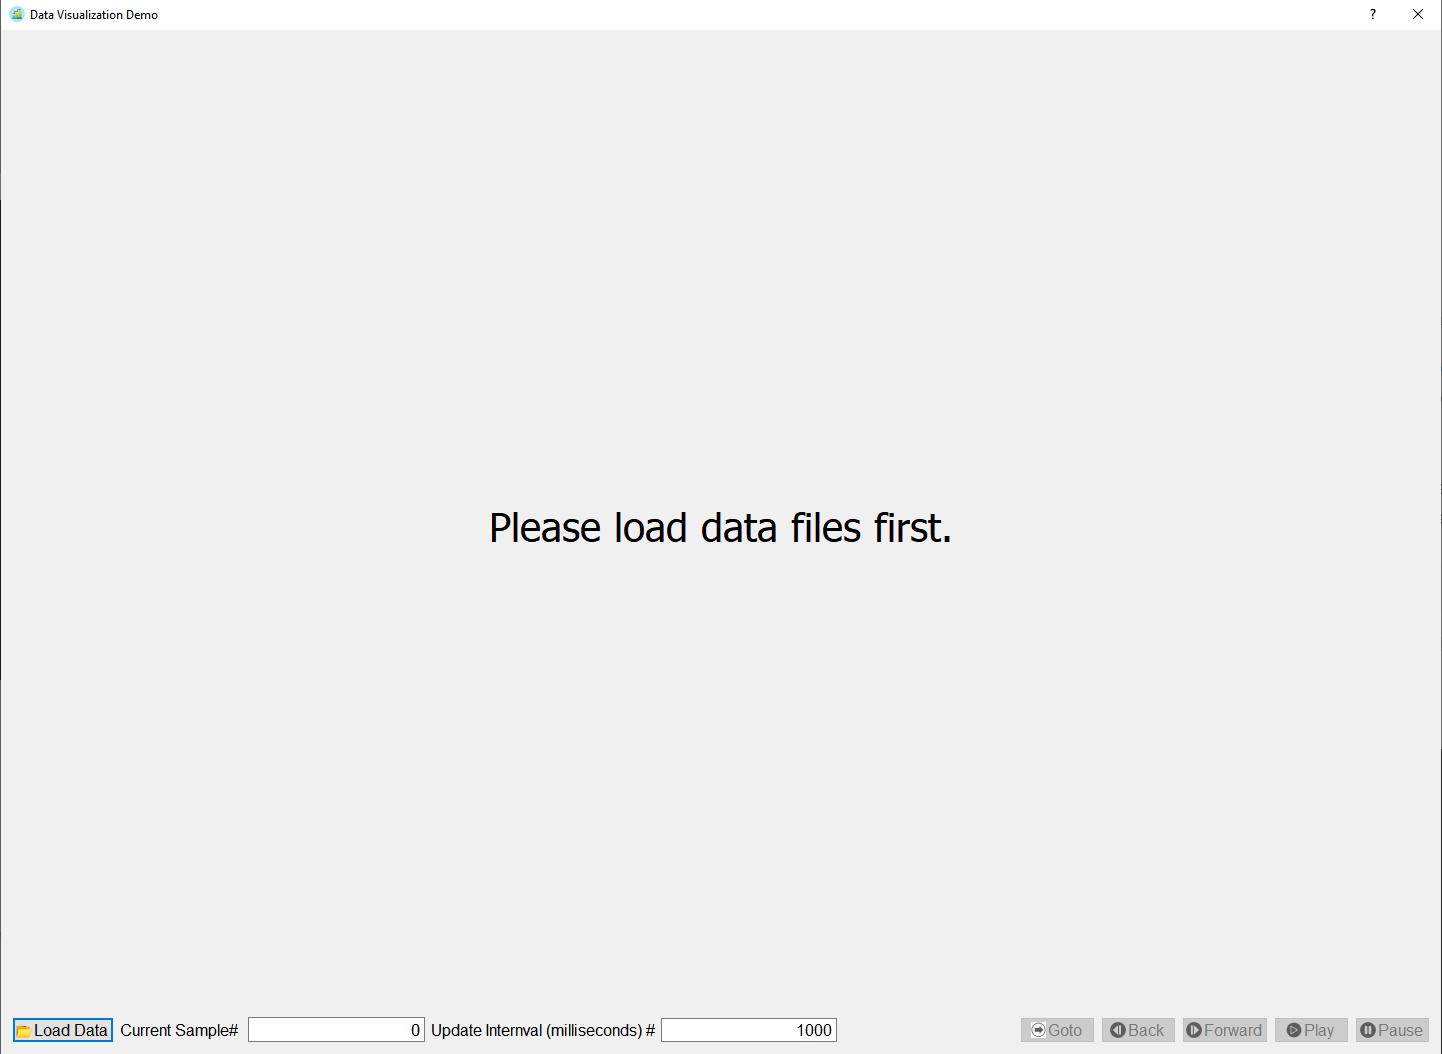 Data Visualization Demo
?
Please load data files first.
Load Data Current Sample# 0 Update Internval (milliseconds) # 1000 Goto Back Forward Play Pause